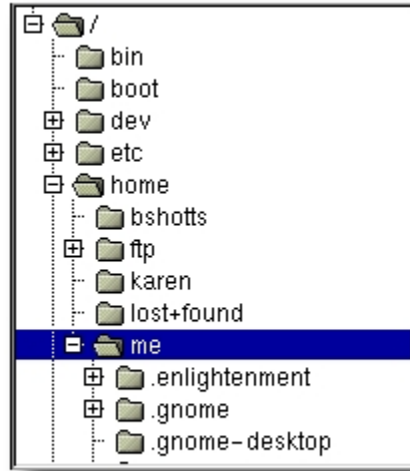 /
bin
boot
dev
etc
home
bshotts
ftp
karen
lost+found
me
.enlightenment
.gnome
.gnome-desktop